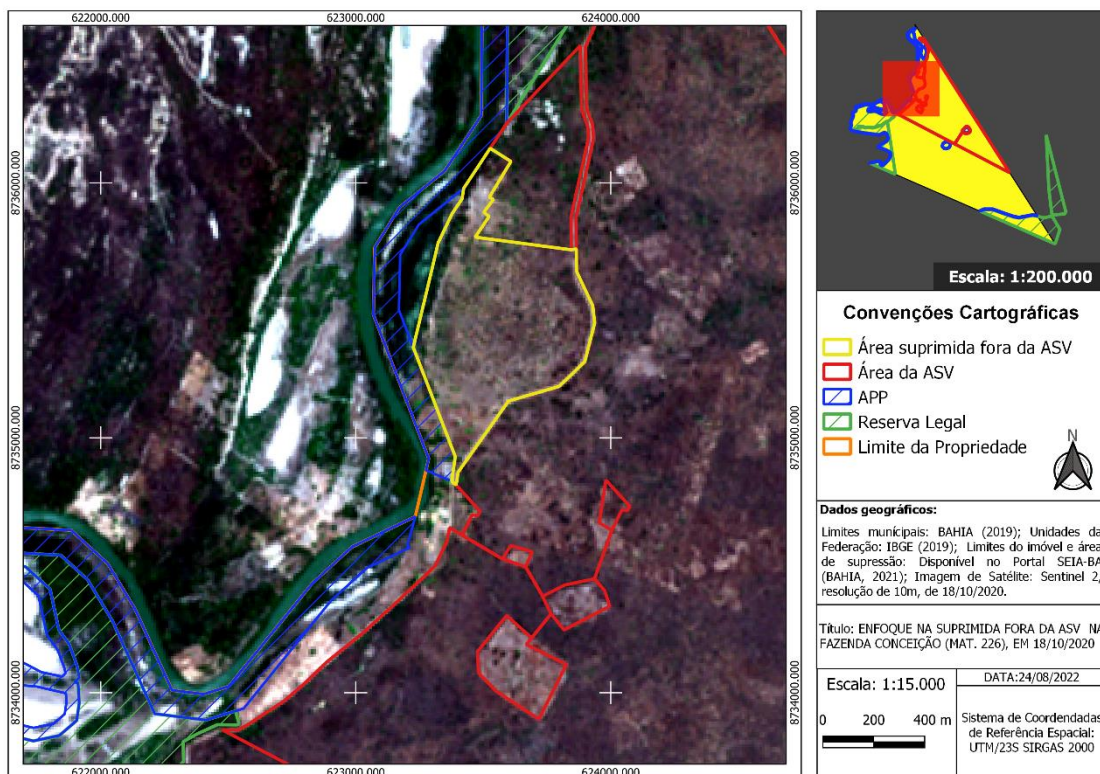 622000.000
623000.000
624000.000
8736000.000
8736000.000
8735000.000
8735000.000
8734000.000
8734000.000
622000.000
623000.000
624000.000
Escala: 1:200.000
Convenções Cartográficas
Área suprimida fora da ASV
Área da ASV
APP
Reserva Legal
Limite da Propriedade
N
Dados geográficos:
Limites munícipais: BAHIA (2019); Unidades da
Federação: IBGE (2019); Limites do imóvel e área
de supressão: Disponível no Portal SEIA-BA
(BAHIA, 2021); Imagem de Satélite: Sentinel 2,
resolução de 10m, de 18/10/2020.
Título: ENFOQUE NA SUPRIMIDA FORA DA ASV NA
FAZENDA CONCEIÇÃO (MAT. 226), EM 18/10/2020
Escala: 1:15.000
0 200 400 m
DATA:24/08/2022
Sistema de Coordendadas
de Referência Espacial:
UTM/23S SIRGAS 2000